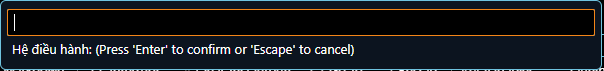 Hệ điều hành: (Press 'Enter' to confirm or 'Escape' to cancel)